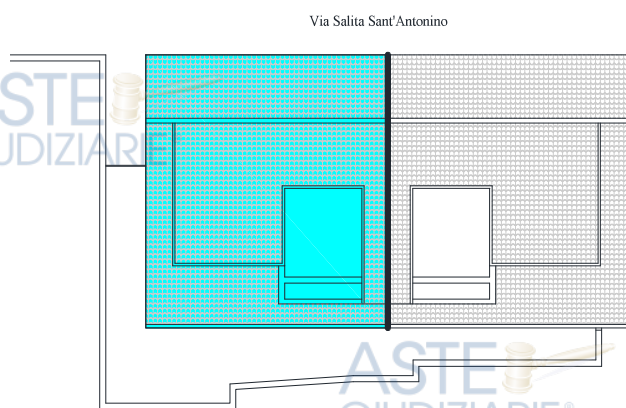 Via Salita Sant'Antonino
ASTE
GIUDIZIARIE
ASTE
GIUDIZIARIE®